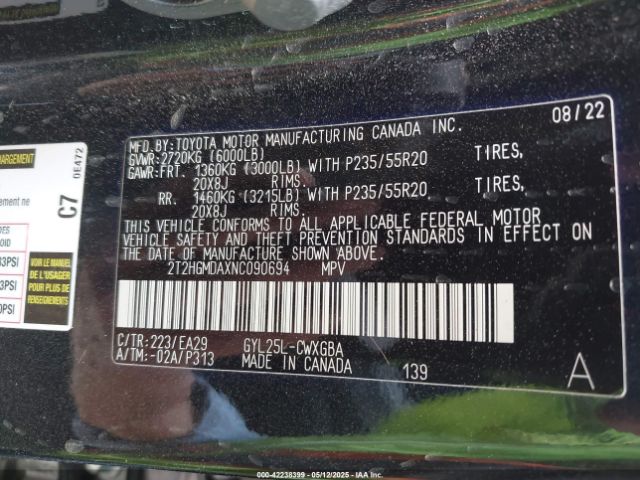 MFD. BY: TOYOTA MOTOR MANUFACTURING CANADA INC. 08/22
GVWR: 2720KG (6000LB)
GAWR: FRT. 1360KG (3000LB) WITH P235/55R20 TIRES,
20X8J RIMS.
RR. 1460KG (3215LB) WITH P235/55R20 TIRES,
20X8J RIMS.
THIS VEHICLE CONFORMS TO ALL APPLICABLE FEDERAL MOTOR
VEHICLE SAFETY AND THEFT PREVENTION STANDARDS IN EFFECT ON
THE DATE OF MANUFACTURE SHOWN ABOVE.
2T2HGMDAXNC090694 MPV
C/TR: 223/EA29 GYL25L-CWXGBA
A/TM: -02A/P313 MADE IN CANADA 139 A
C7 0E472
VOIR LE MANUEL
DE L'USAGER
POUR PLUS DE
RENSEIGNEMENTS
000-42238399 - 05/12/2025 - IAA Inc.